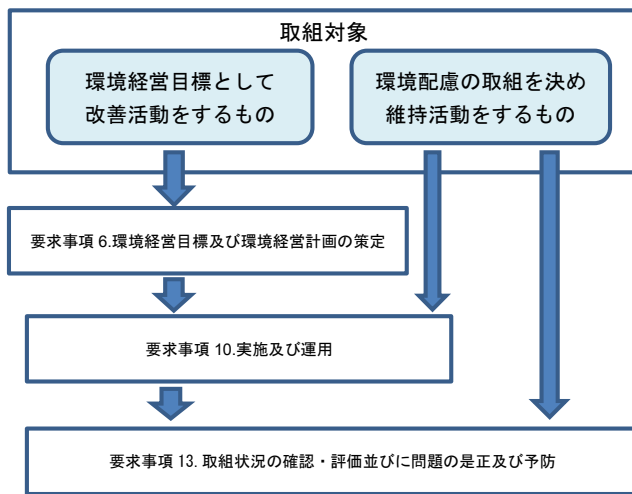 取組対象
環境経営目標として
改善活動をするもの
環境配慮の取組を決め
維持活動をするもの
要求事項 6.環境経営目標及び環境経営計画の策定
要求事項 10.実施及び運用
要求事項 13. 取組状況の確認・評価並びに問題の是正及び予防